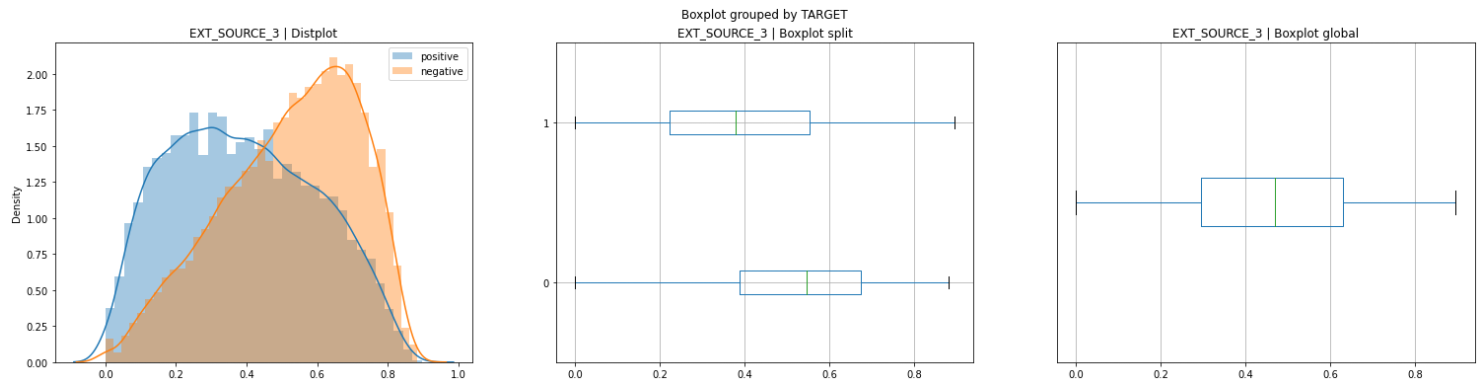 Boxplot grouped by TARGET
EXT_SOURCE_3 | Distplot
positive
negative
Density
2.00
1.75
1.50
1.25
1.00
0.75
0.50
0.25
0.00
0.0 0.2 0.4 0.6 0.8 1.0
EXT_SOURCE_3 | Boxplot split
1
0
0.0 0.2 0.4 0.6 0.8
EXT_SOURCE_3 | Boxplot global
0.0 0.2 0.4 0.6 0.8